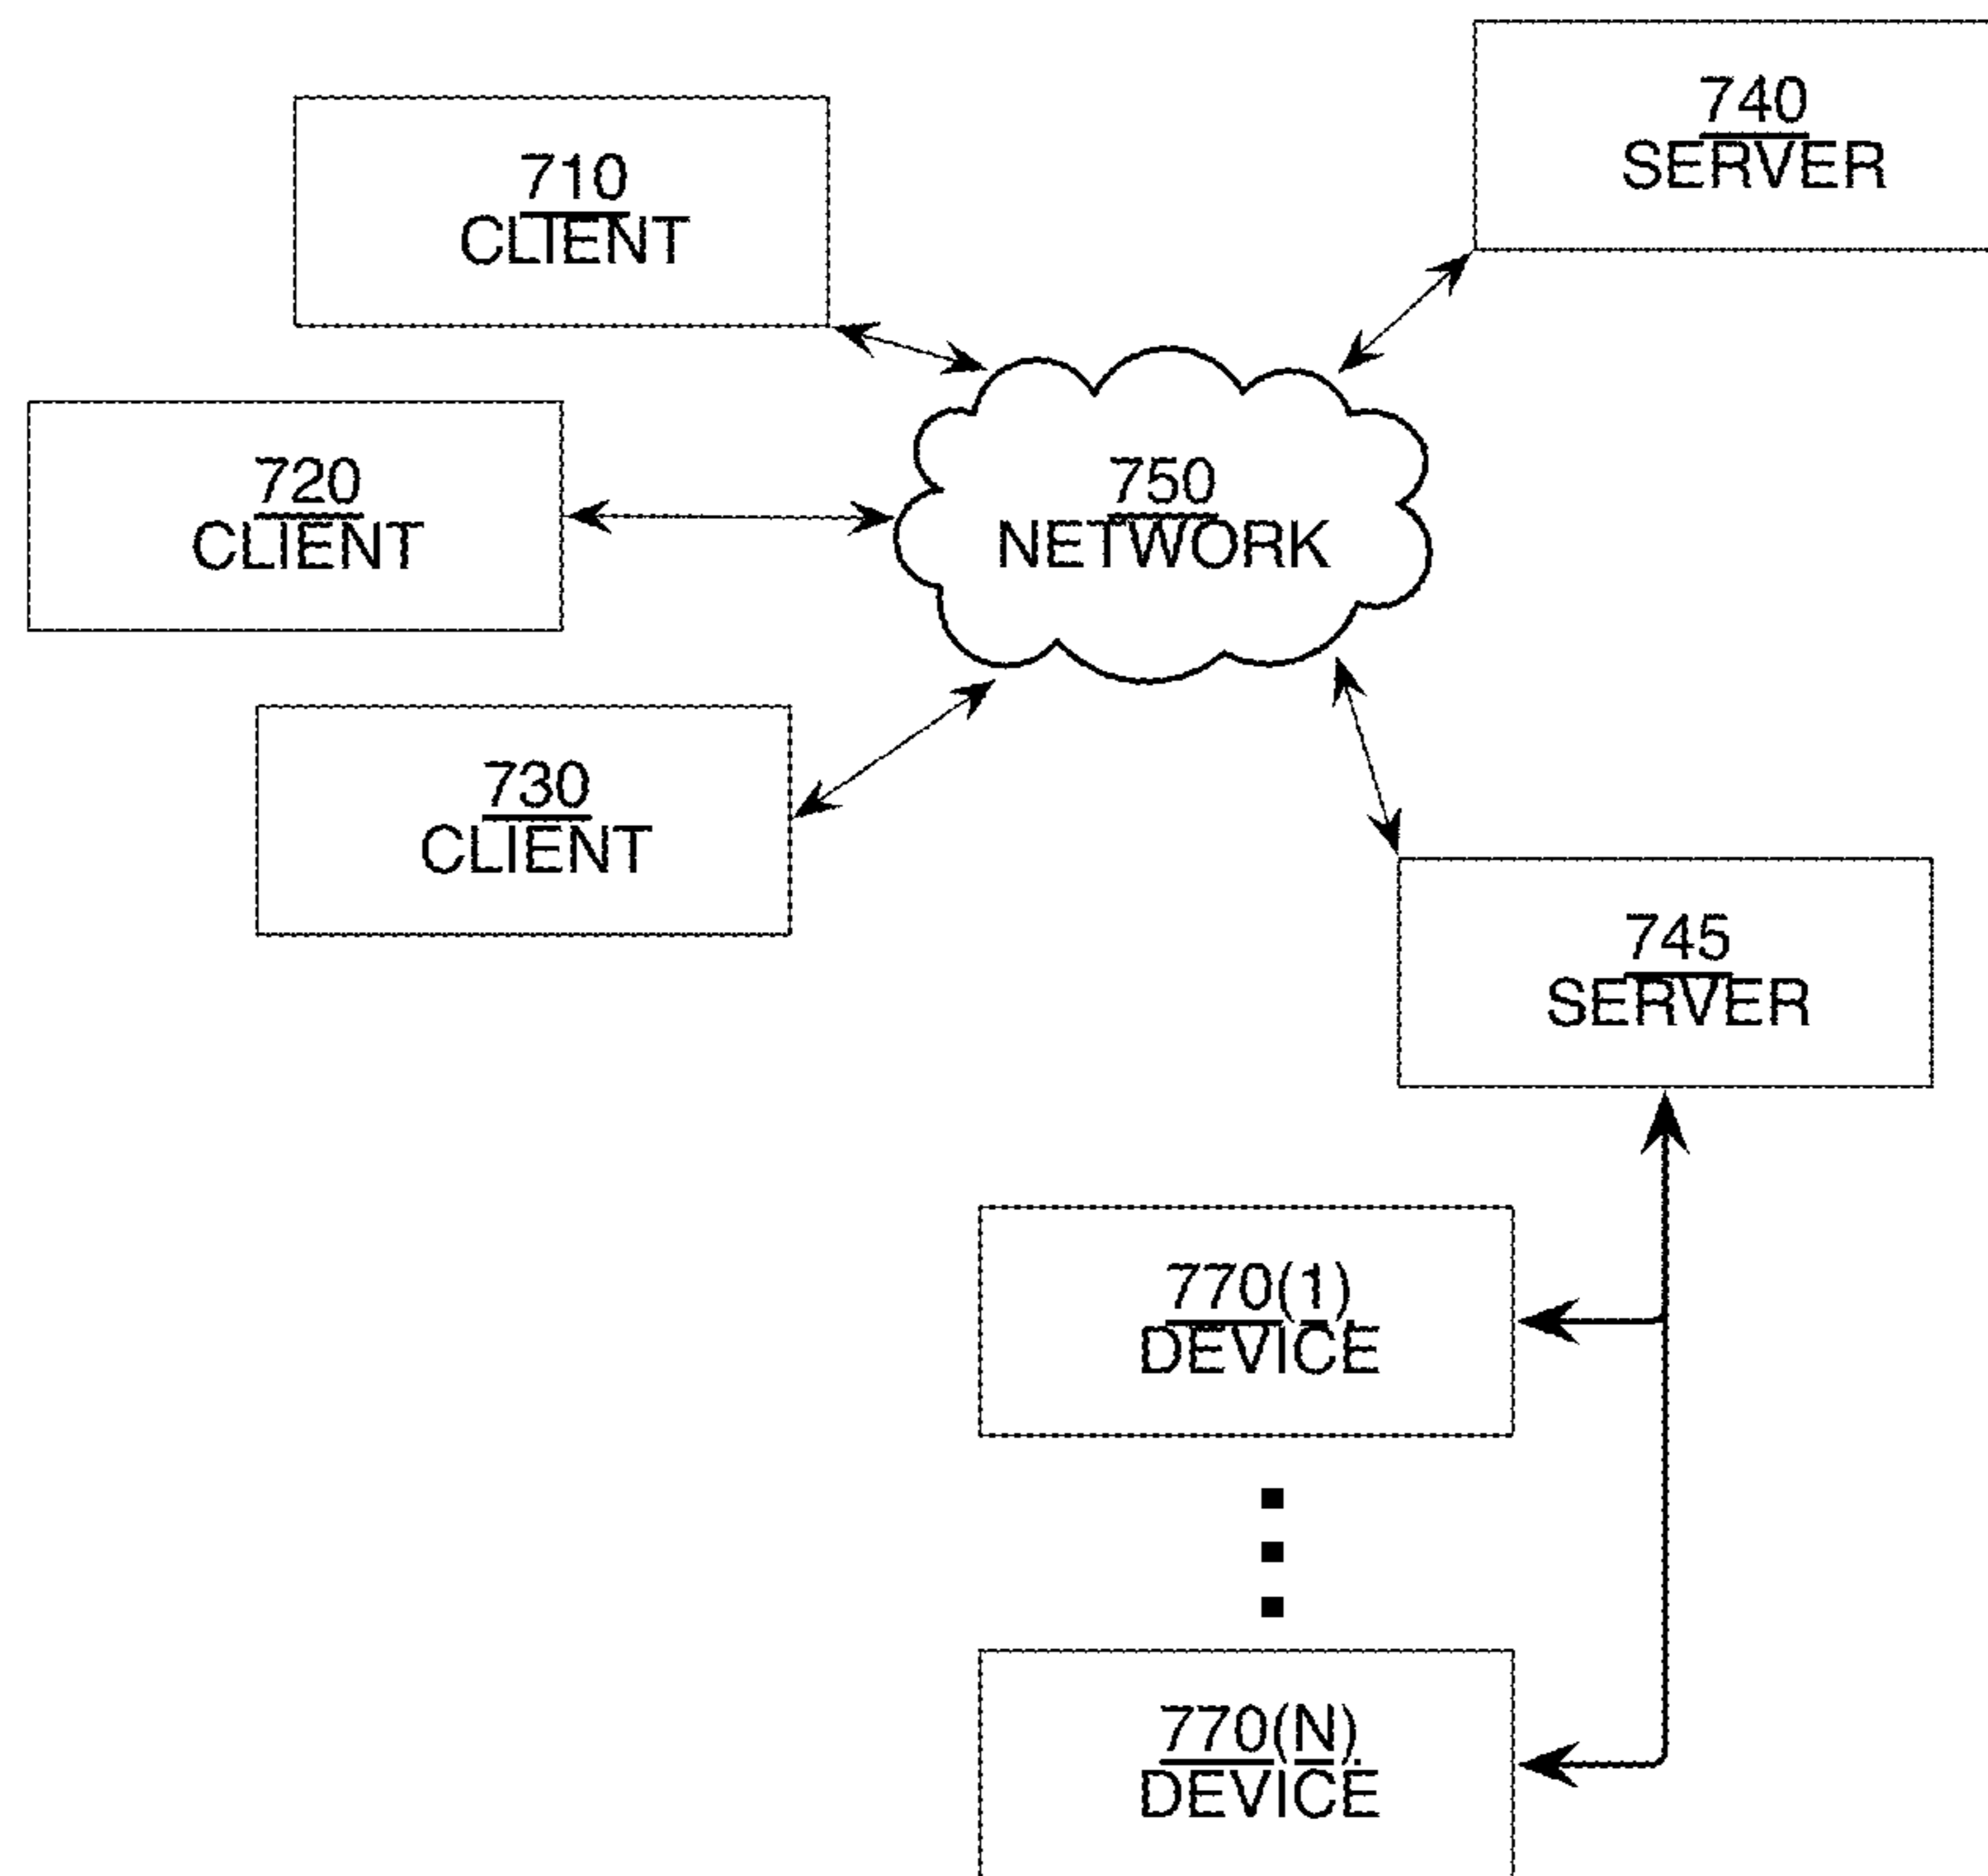 740
SERVER
710
CLIENT
720
CLIENT
750
NETWORK
730
CLIENT
745
SERVER
770(1)
DEVICE
770(N)
DEVICE